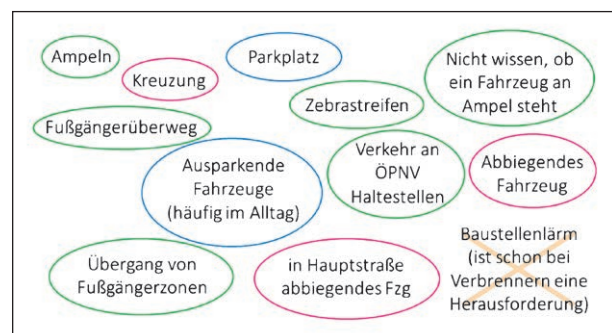 Ampeln
Kreuzung
Parkplatz
Nicht wissen, ob
ein Fahrzeug an
Ampel steht
Zebrastreifen
Fußgängerüberweg
Ausparkende
Fahrzeuge
(häufig im Alltag)
Verkehr an
ÖPNV
Haltestellen
Abbiegendes
Fahrzeug
Übergang von
Fußgängerzonen
in Hauptstraße
abbiegendes Fzg
Baustellenlärm
(ist schon bei
Verbrennern eine
Herausforderung)